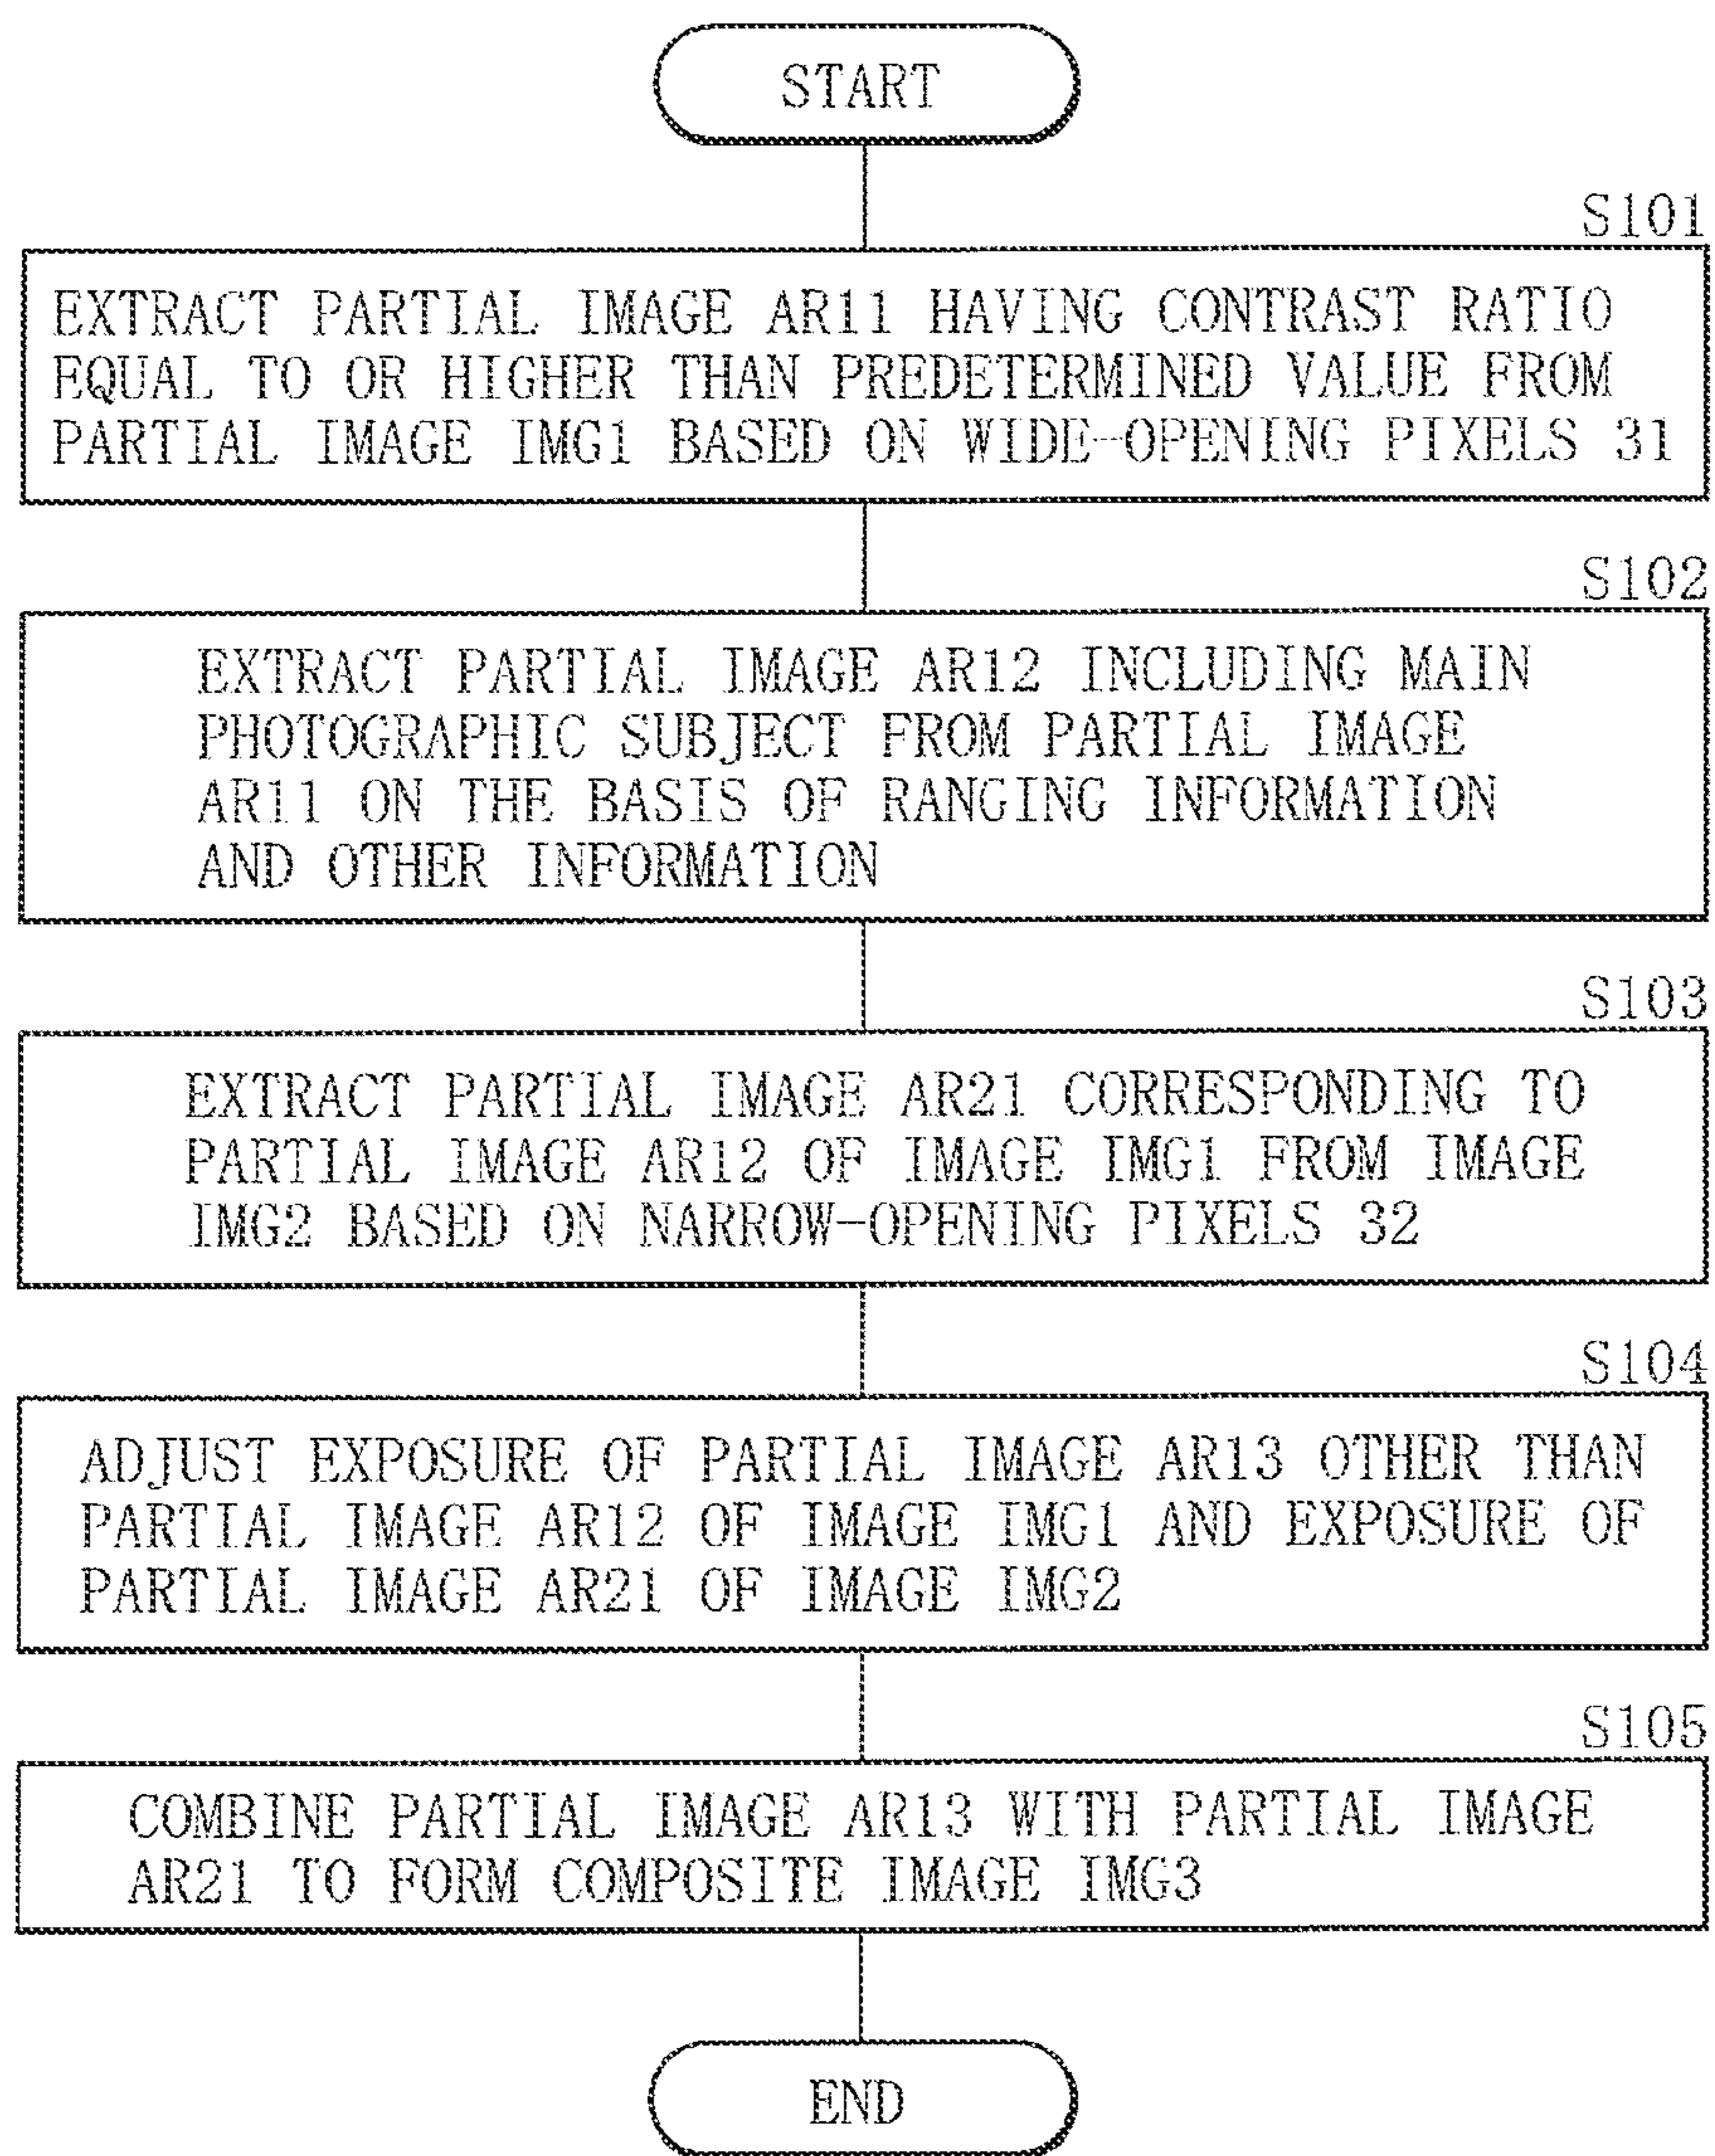 START
S101
EXTRACT PARTIAL IMAGE AR11 HAVING CONTRAST RATIO
EQUAL TO OR HIGHER THAN PREDETERMINED VALUE FROM
PARTIAL IMAGE IMG1 BASED ON WIDE-OPENING PIXELS 31
S102
EXTRACT PARTIAL IMAGE AR12 INCLUDING MAIN
PHOTOGRAPHIC SUBJECT FROM PARTIAL IMAGE
AR11 ON THE BASIS OF RANGING INFORMATION
AND OTHER INFORMATION
S103
EXTRACT PARTIAL IMAGE AR21 CORRESPONDING TO
PARTIAL IMAGE AR12 OF IMAGE IMG1 FROM IMAGE
IMG2 BASED ON NARROW-OPENING PIXELS 32
S104
ADJUST EXPOSURE OF PARTIAL IMAGE AR13 OTHER THAN
PARTIAL IMAGE AR12 OF IMAGE IMG1 AND EXPOSURE OF
PARTIAL IMAGE AR21 OF IMAGE IMG2
S105
COMBINE PARTIAL IMAGE AR13 WITH PARTIAL IMAGE
AR21 TO FORM COMPOSITE IMAGE IMG3
END